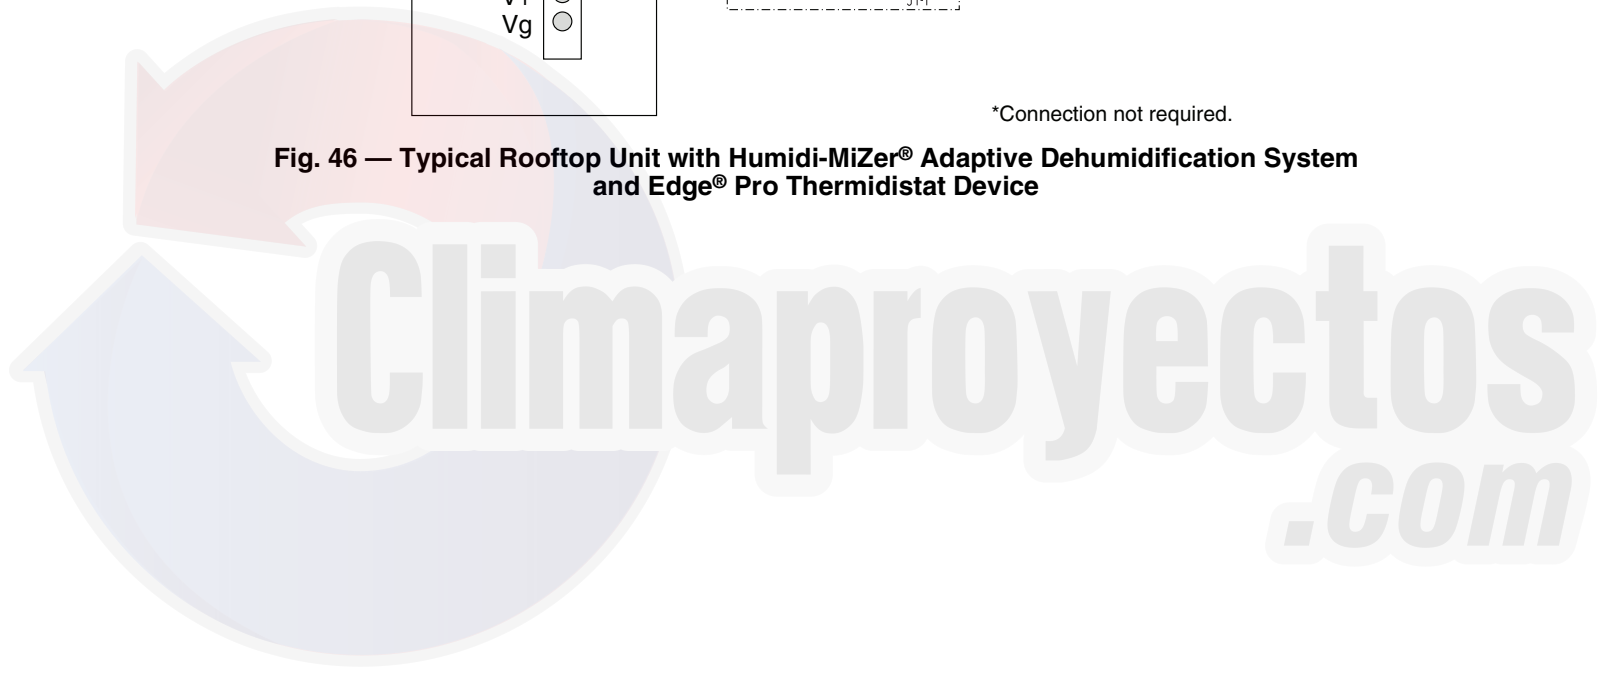 Vg
*Connection not required.
Fig. 46 — Typical Rooftop Unit with Humidi-MiZer® Adaptive Dehumidification System
and Edge® Pro Thermidistat Device
Climaproyectos
.com